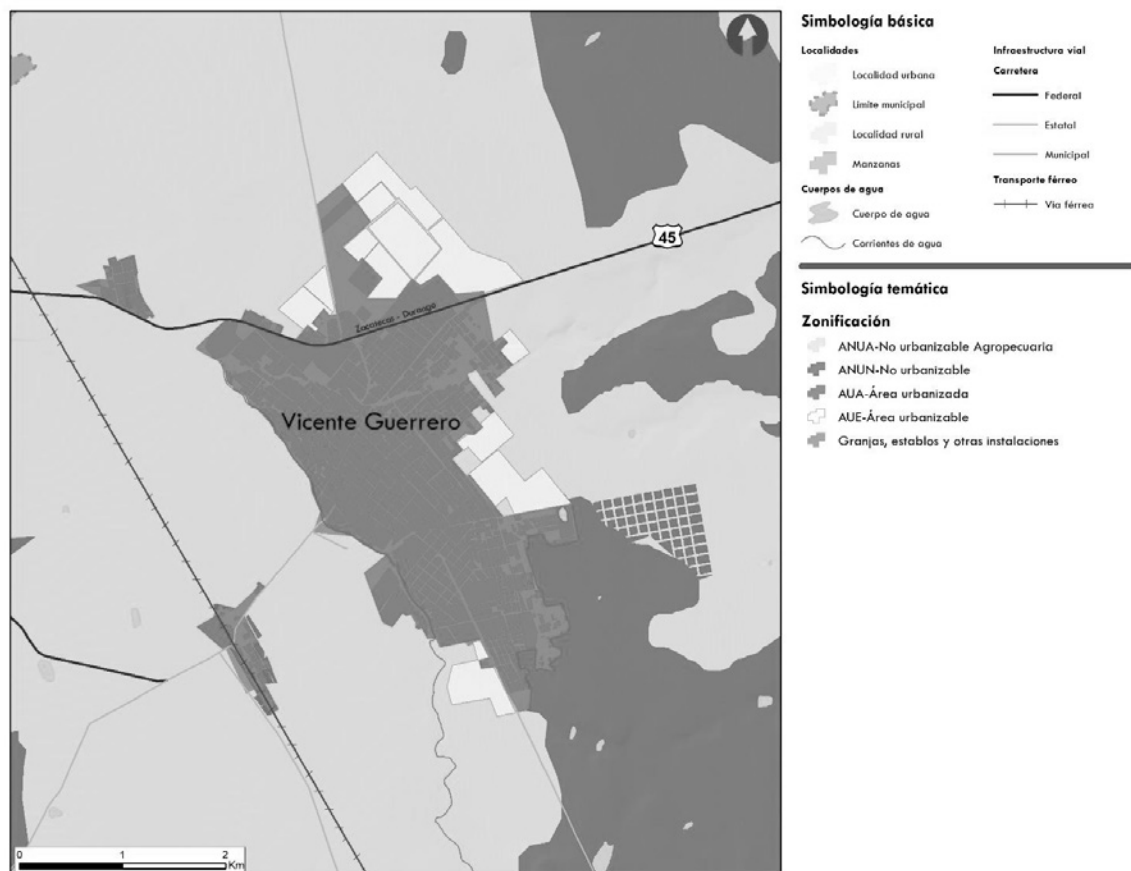 45
Zacatecas - Durango
Vicente Guerrero
0 1 2
Km
Simbología básica
Localidades
Localidad urbana
Límite municipal
Localidad rural
Manzanas
Cuerpos de agua
Cuerpo de agua
Corrientes de agua
Infraestructura vial
Carretera
Federal
Estatal
Municipal
Transporte férreo
Vía férrea
Simbología temática
Zonificación
ANUA-No urbanizable Agropecuaria
ANUN-No urbanizable
AUA-Área urbanizada
AUE-Área urbanizable
Granjas, establos y otras instalaciones